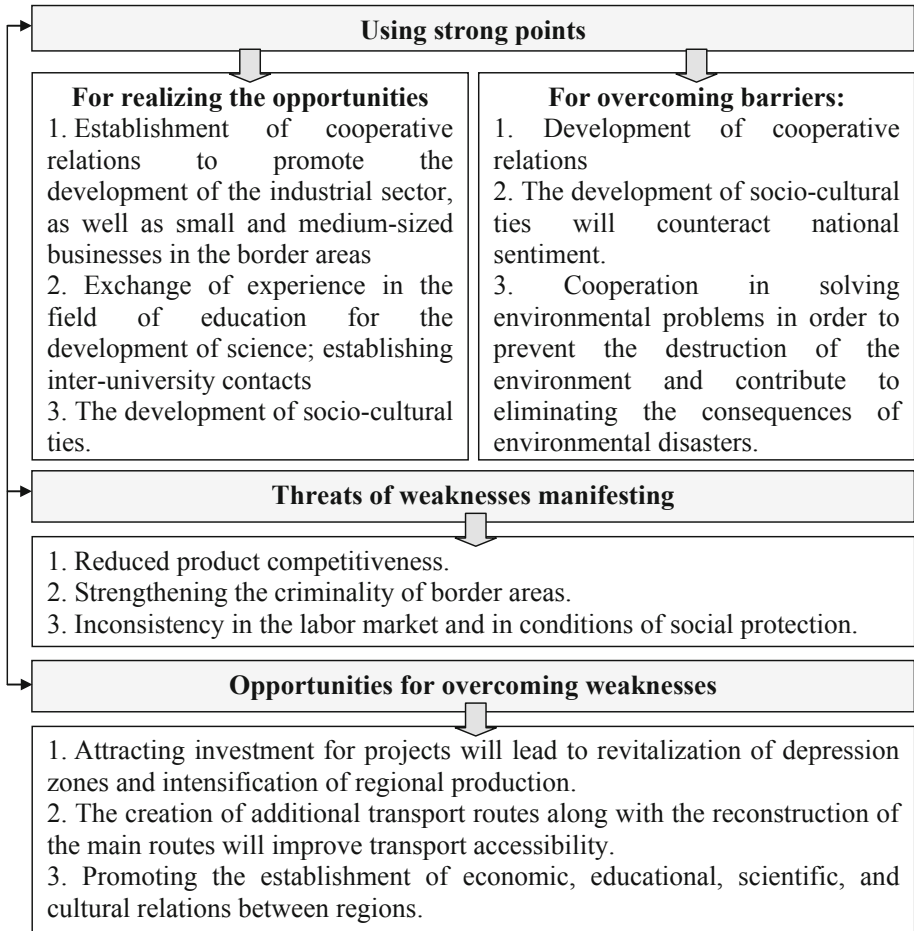 Using strong points
For realizing the opportunities
1. Establishment of cooperative
relations to promote the
development of the industrial sector,
as well as small and medium-sized
businesses in the border areas
2. Exchange of experience in the
field of education for the
development of science; establishing
inter-university contacts
3. The development of socio-cultural
ties.
For overcoming barriers:
1. Development of cooperative
relations
2. The development of socio-cultural
ties will counteract national
sentiment.
3. Cooperation in solving
environmental problems in order to
prevent the destruction of the
environment and contribute to
eliminating the consequences of
environmental disasters.
Threats of weaknesses manifesting
1. Reduced product competitiveness.
2. Strengthening the criminality of border areas.
3. Inconsistency in the labor market and in conditions of social protection.
Opportunities for overcoming weaknesses
1. Attracting investment for projects will lead to revitalization of depression
zones and intensification of regional production.
2. The creation of additional transport routes along with the reconstruction of
the main routes will improve transport accessibility.
3. Promoting the establishment of economic, educational, scientific, and
cultural relations between regions.